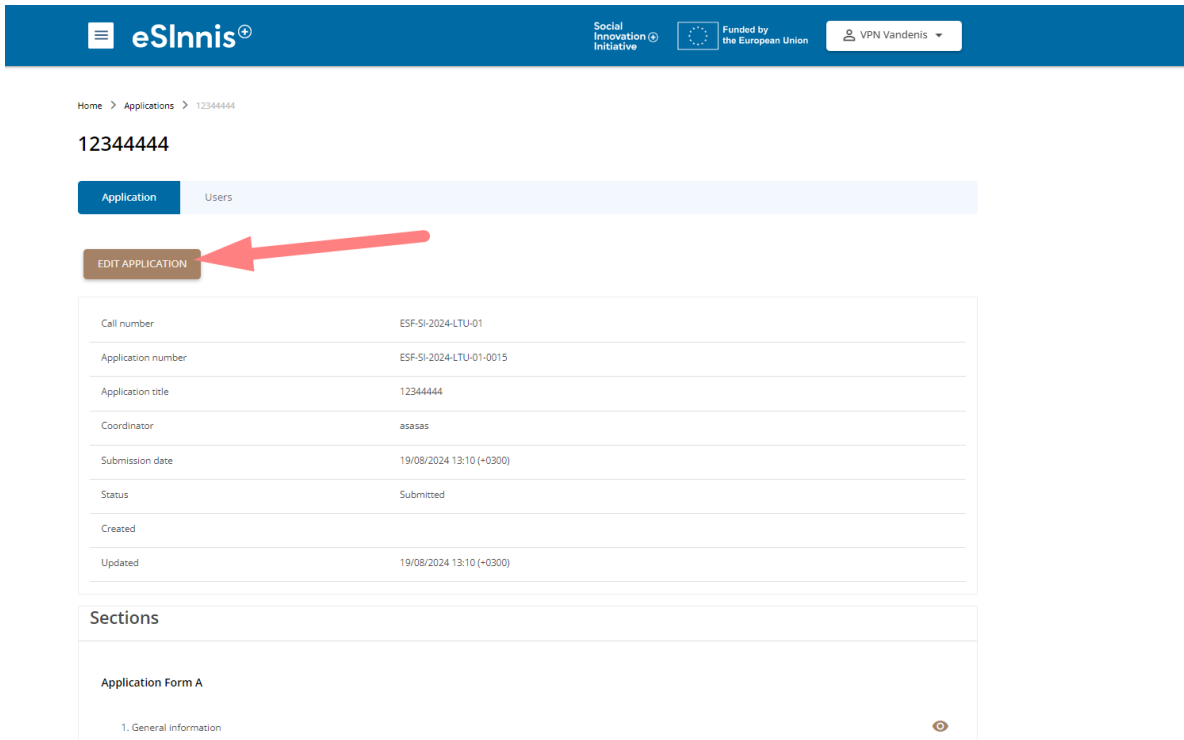 eSInnis
Social
Innovation
Initiative
Funded by
the European Union
VPN Vandenis
Home > Applications > 12344444
12344444
Application Users
EDIT APPLICATION
Call number ESF-SI-2024-LTU-01
Application number ESF-SI-2024-LTU-01-0015
Application title 12344444
Coordinator asasas
Submission date 19/08/2024 13:10 (+0300)
Status Submitted
Created
Updated 19/08/2024 13:10 (+0300)
Sections
Application Form A
1. General information